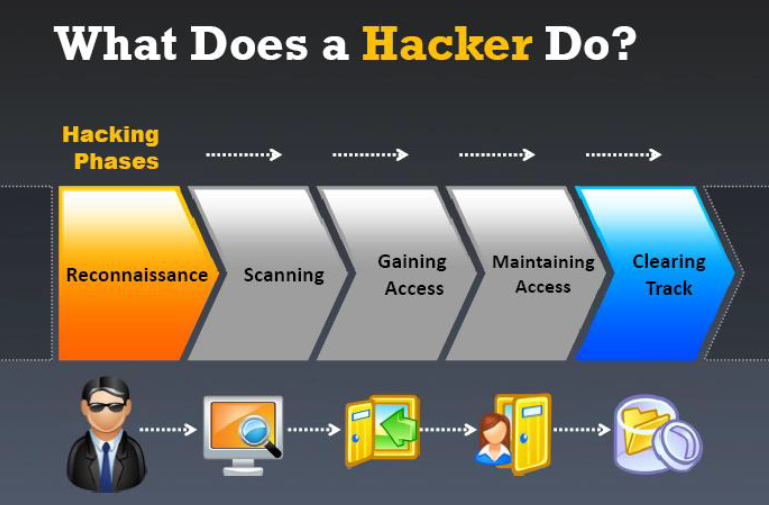 What Does a Hacker Do?
Hacking
Phases
Reconnaissance
Scanning
Gaining
Access
Maintaining
Access
Clearing
Track